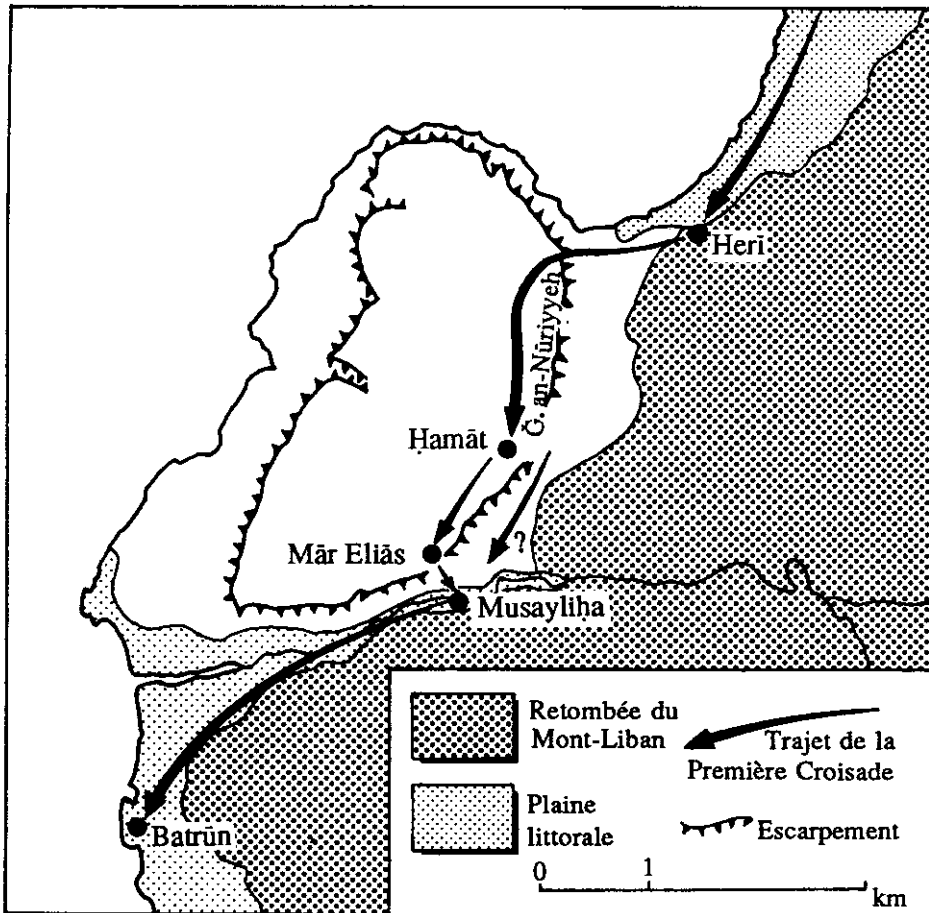 Heri
Ǧ. an-Nūriyyeh
Ḥamāt
?
Mār Eliās
Musayliḥa
Batrūn
Retombée du
Mont-Liban
Trajet de la
Première Croisade
Plaine
littorale
Escarpement
0 1
km